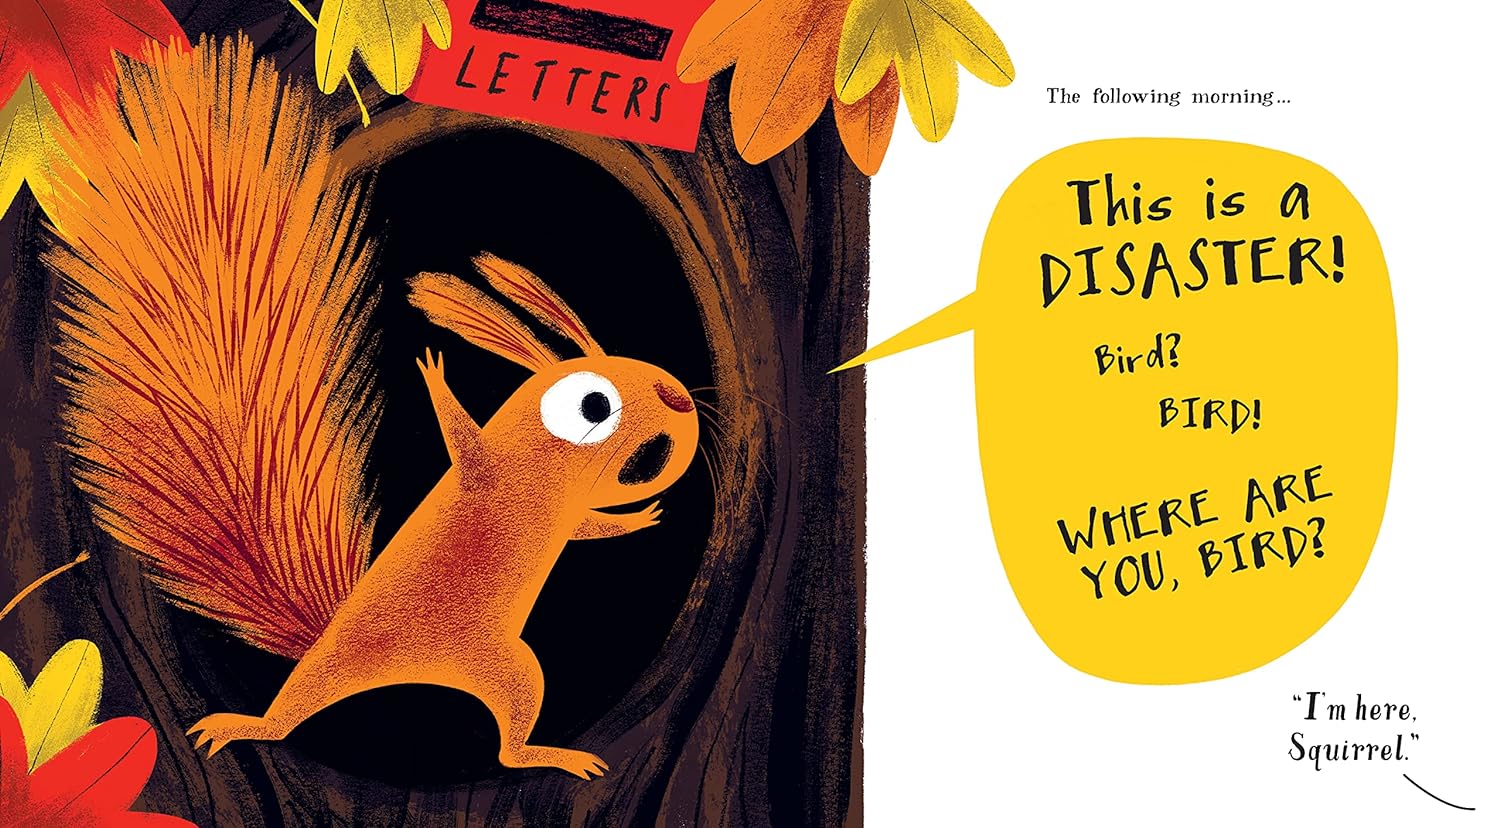 LETTERS
The following morning...
This is a
DISASTER!
Bird?
BIRD!
WHERE ARE
YOU, BIRD?
"I'm here,
Squirrel."